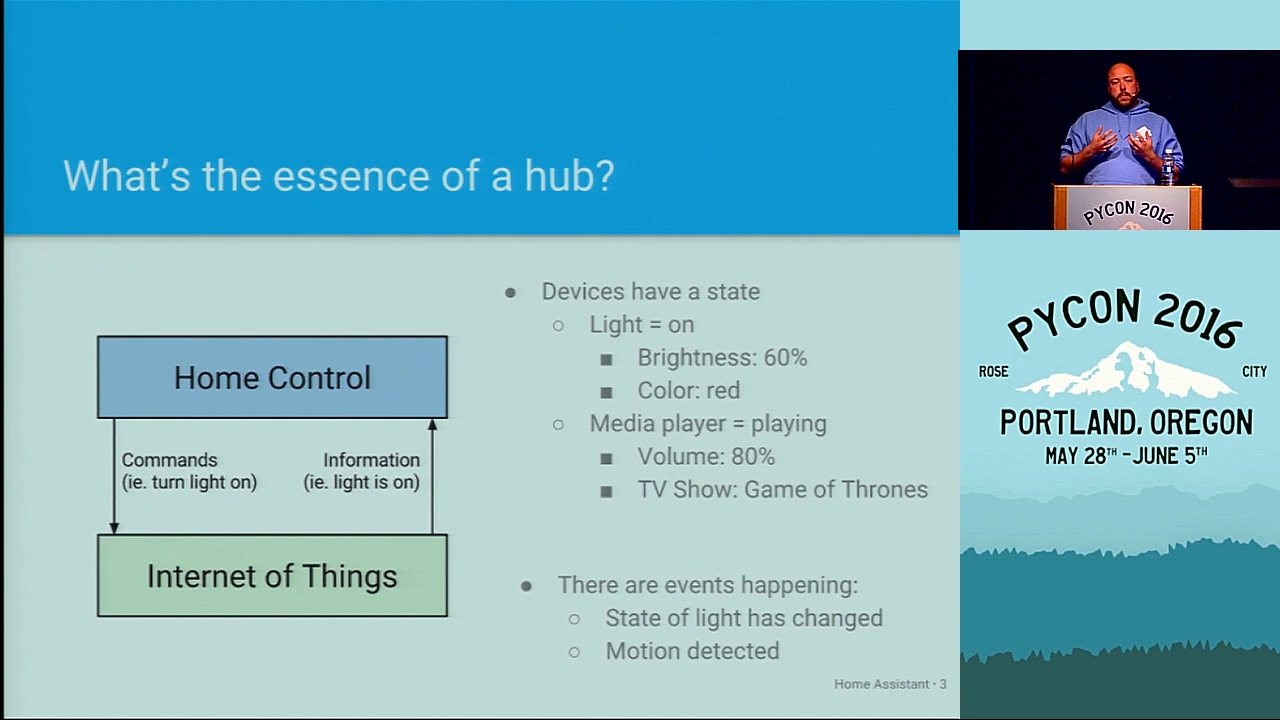 What's the essence of a hub?
Home Control
Commands
(ie. turn light on)
Information
(ie. light is on)
Internet of Things
● Devices have a state
○ Light = on
■ Brightness: 60%
■ Color: red
○ Media player = playing
■ Volume: 80%
■ TV Show: Game of Thrones
● There are events happening:
○ State of light has changed
○ Motion detected
Home Assistant · 3
PYCON 2016
PYCON 2016
ROSE CITY
PORTLAND, OREGON
MAY 28TH - JUNE 5TH